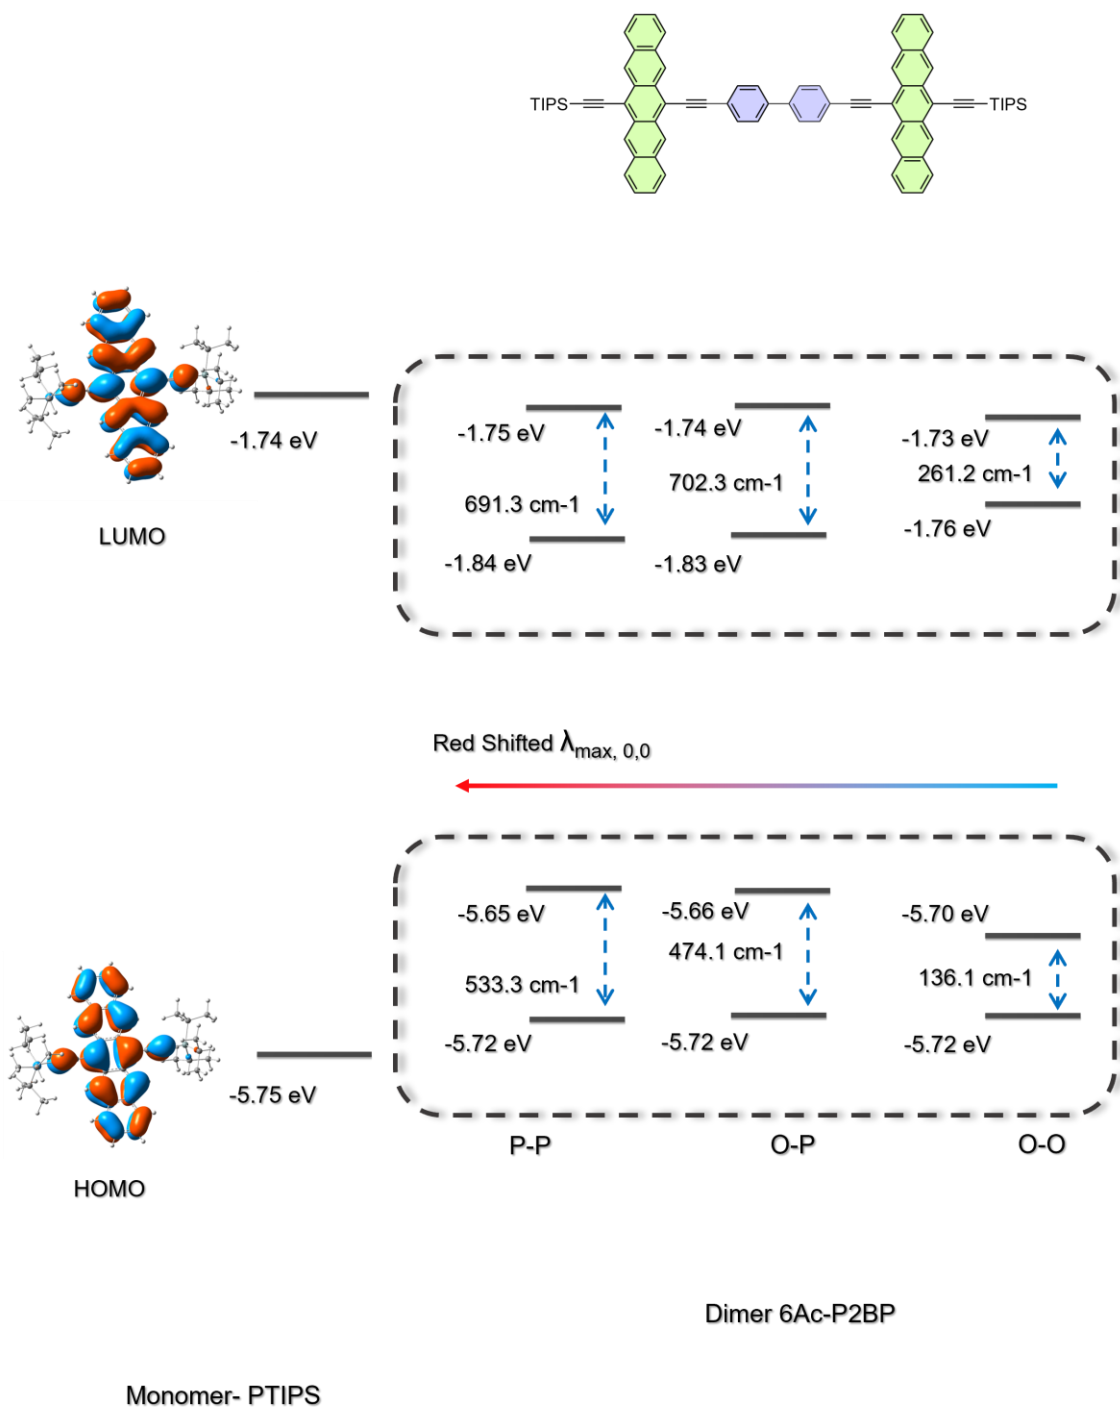 TIPS
TIPS
-1.74 eV
LUMO
-1.75 eV
-1.74 eV
-1.73 eV
691.3 cm-1
702.3 cm-1
261.2 cm-1
-1.84 eV
-1.83 eV
-1.76 eV
Red Shifted λmax, 0,0
-5.65 eV
-5.66 eV
-5.70 eV
533.3 cm-1
474.1 cm-1
136.1 cm-1
-5.72 eV
-5.72 eV
-5.72 eV
-5.75 eV
HOMO
P-P
O-P
O-O
Dimer 6Ac-P2BP
Monomer- PTIPS